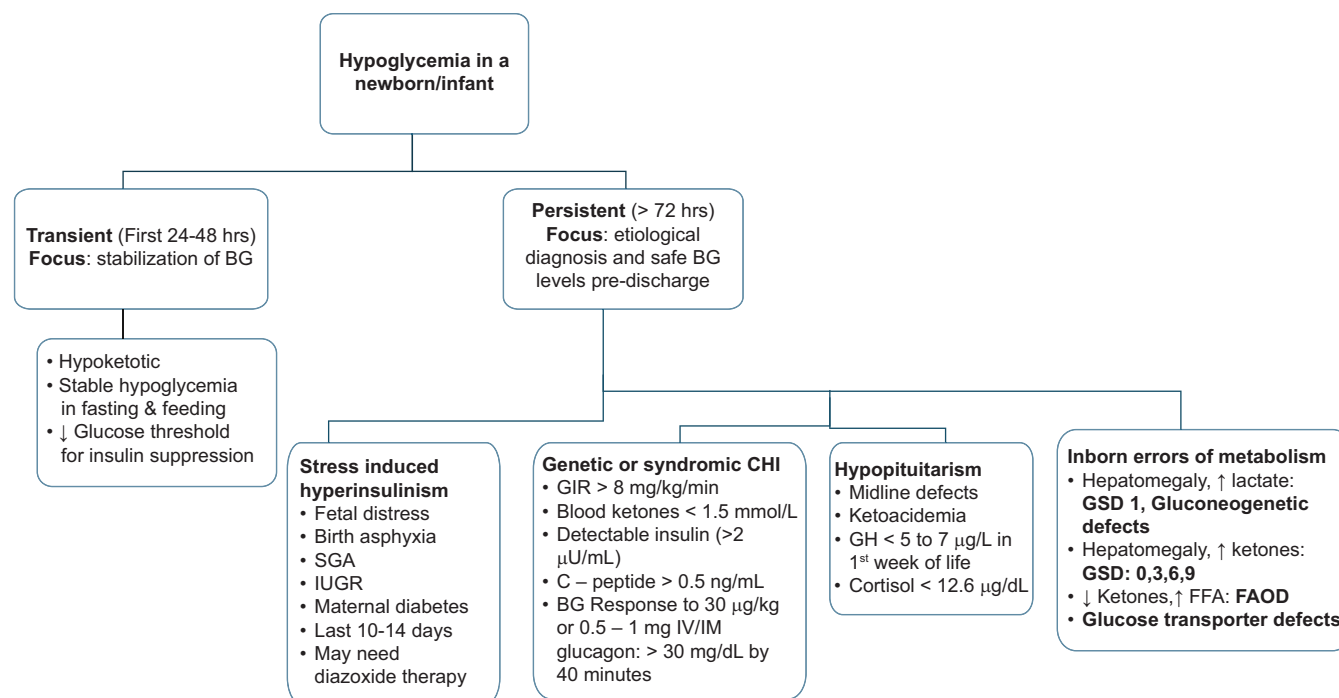 Hypoglycemia in a
newborn/infant
Transient (First 24-48 hrs)
Focus: stabilization of BG
Persistent (> 72 hrs)
Focus: etiological
diagnosis and safe BG
levels pre-discharge
• Hypoketotic
• Stable hypoglycemia
in fasting & feeding
• ↓ Glucose threshold
for insulin suppression
Stress induced
hyperinsulinism
• Fetal distress
• Birth asphyxia
• SGA
• IUGR
• Maternal diabetes
• Last 10-14 days
• May need
diazoxide therapy
Genetic or syndromic CHI
• GIR > 8 mg/kg/min
• Blood ketones < 1.5 mmol/L
• Detectable insulin (>2
μU/mL)
• C – peptide > 0.5 ng/mL
• BG Response to 30 μg/kg
or 0.5 – 1 mg IV/IM
glucagon: > 30 mg/dL by
40 minutes
Hypopituitarism
• Midline defects
• Ketoacidemia
• GH < 5 to 7 μg/L in
1st week of life
• Cortisol < 12.6 μg/dL
Inborn errors of metabolism
• Hepatomegaly, ↑ lactate:
GSD 1, Gluconeogenetic
defects
• Hepatomegaly, ↑ ketones:
GSD: 0,3,6,9
• ↓ Ketones,↑ FFA: FAOD
• Glucose transporter defects